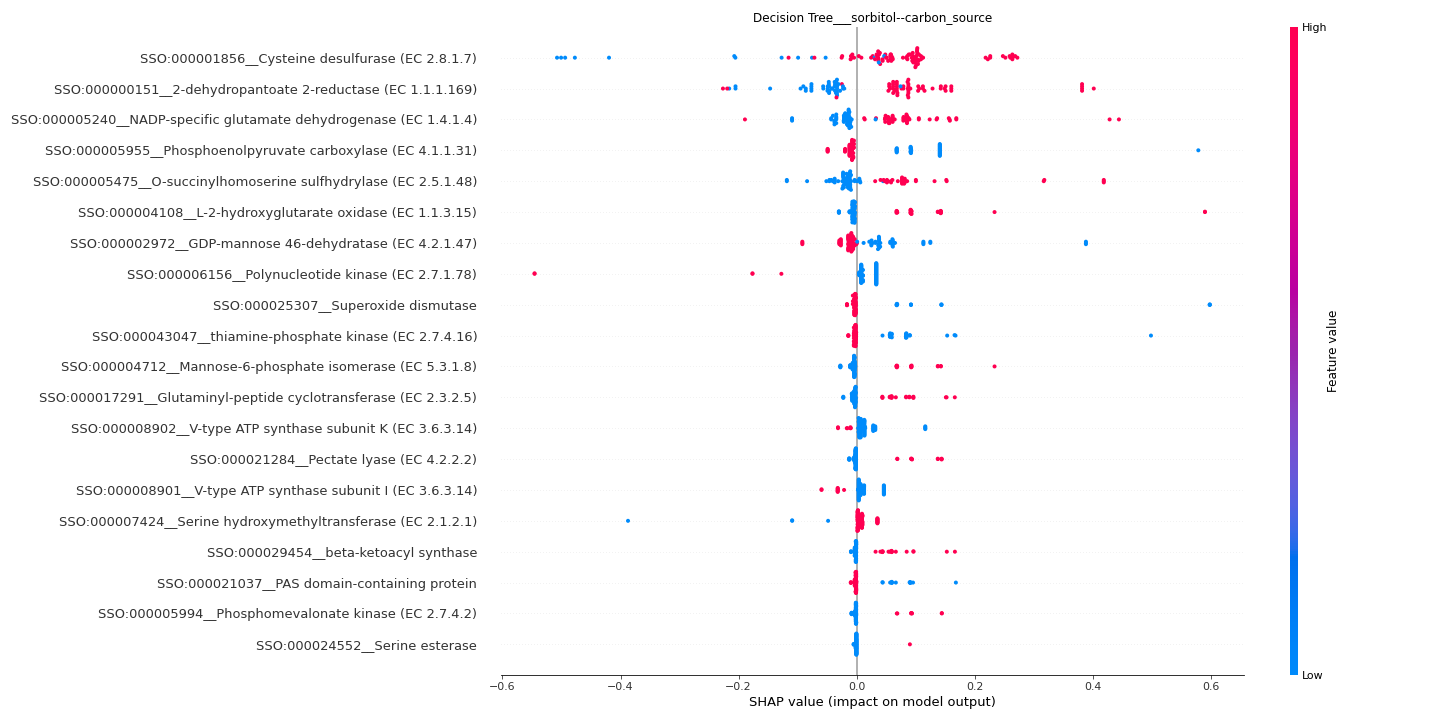 Decision Tree___sorbitol--carbon_source
High
SSO:000001856__Cysteine desulfurase (EC 2.8.1.7)
SSO:000000151__2-dehydropantoate 2-reductase (EC 1.1.1.169)
SSO:000005240__NADP-specific glutamate dehydrogenase (EC 1.4.1.4)
SSO:000005955__Phosphoenolpyruvate carboxylase (EC 4.1.1.31)
SSO:000005475__O-succinylhomoserine sulfhydrylase (EC 2.5.1.48)
SSO:000004108__L-2-hydroxyglutarate oxidase (EC 1.1.3.15)
SSO:000002972__GDP-mannose 46-dehydratase (EC 4.2.1.47)
SSO:000006156__Polynucleotide kinase (EC 2.7.1.78)
SSO:000025307__Superoxide dismutase
SSO:000043047__thiamine-phosphate kinase (EC 2.7.4.16)
SSO:000004712__Mannose-6-phosphate isomerase (EC 5.3.1.8)
SSO:000017291__Glutaminyl-peptide cyclotransferase (EC 2.3.2.5)
SSO:000008902__V-type ATP synthase subunit K (EC 3.6.3.14)
SSO:000021284__Pectate lyase (EC 4.2.2.2)
SSO:000008901__V-type ATP synthase subunit I (EC 3.6.3.14)
SSO:000007424__Serine hydroxymethyltransferase (EC 2.1.2.1)
SSO:000029454__beta-ketoacyl synthase
SSO:000021037__PAS domain-containing protein
SSO:000005994__Phosphomevalonate kinase (EC 2.7.4.2)
SSO:000024552__Serine esterase
Feature value
Low
−0.6 −0.4 −0.2 0.0 0.2 0.4 0.6
SHAP value (impact on model output)